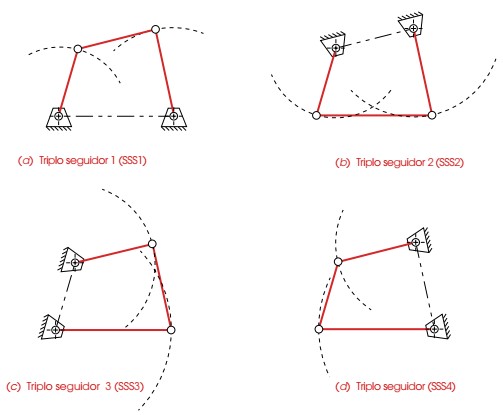 (a) Triplo seguidor 1 (SSS1)
(b) Triplo seguidor 2 (SSS2)
(c) Triplo seguidor 3 (SSS3)
(d) Triplo seguidor (SSS4)